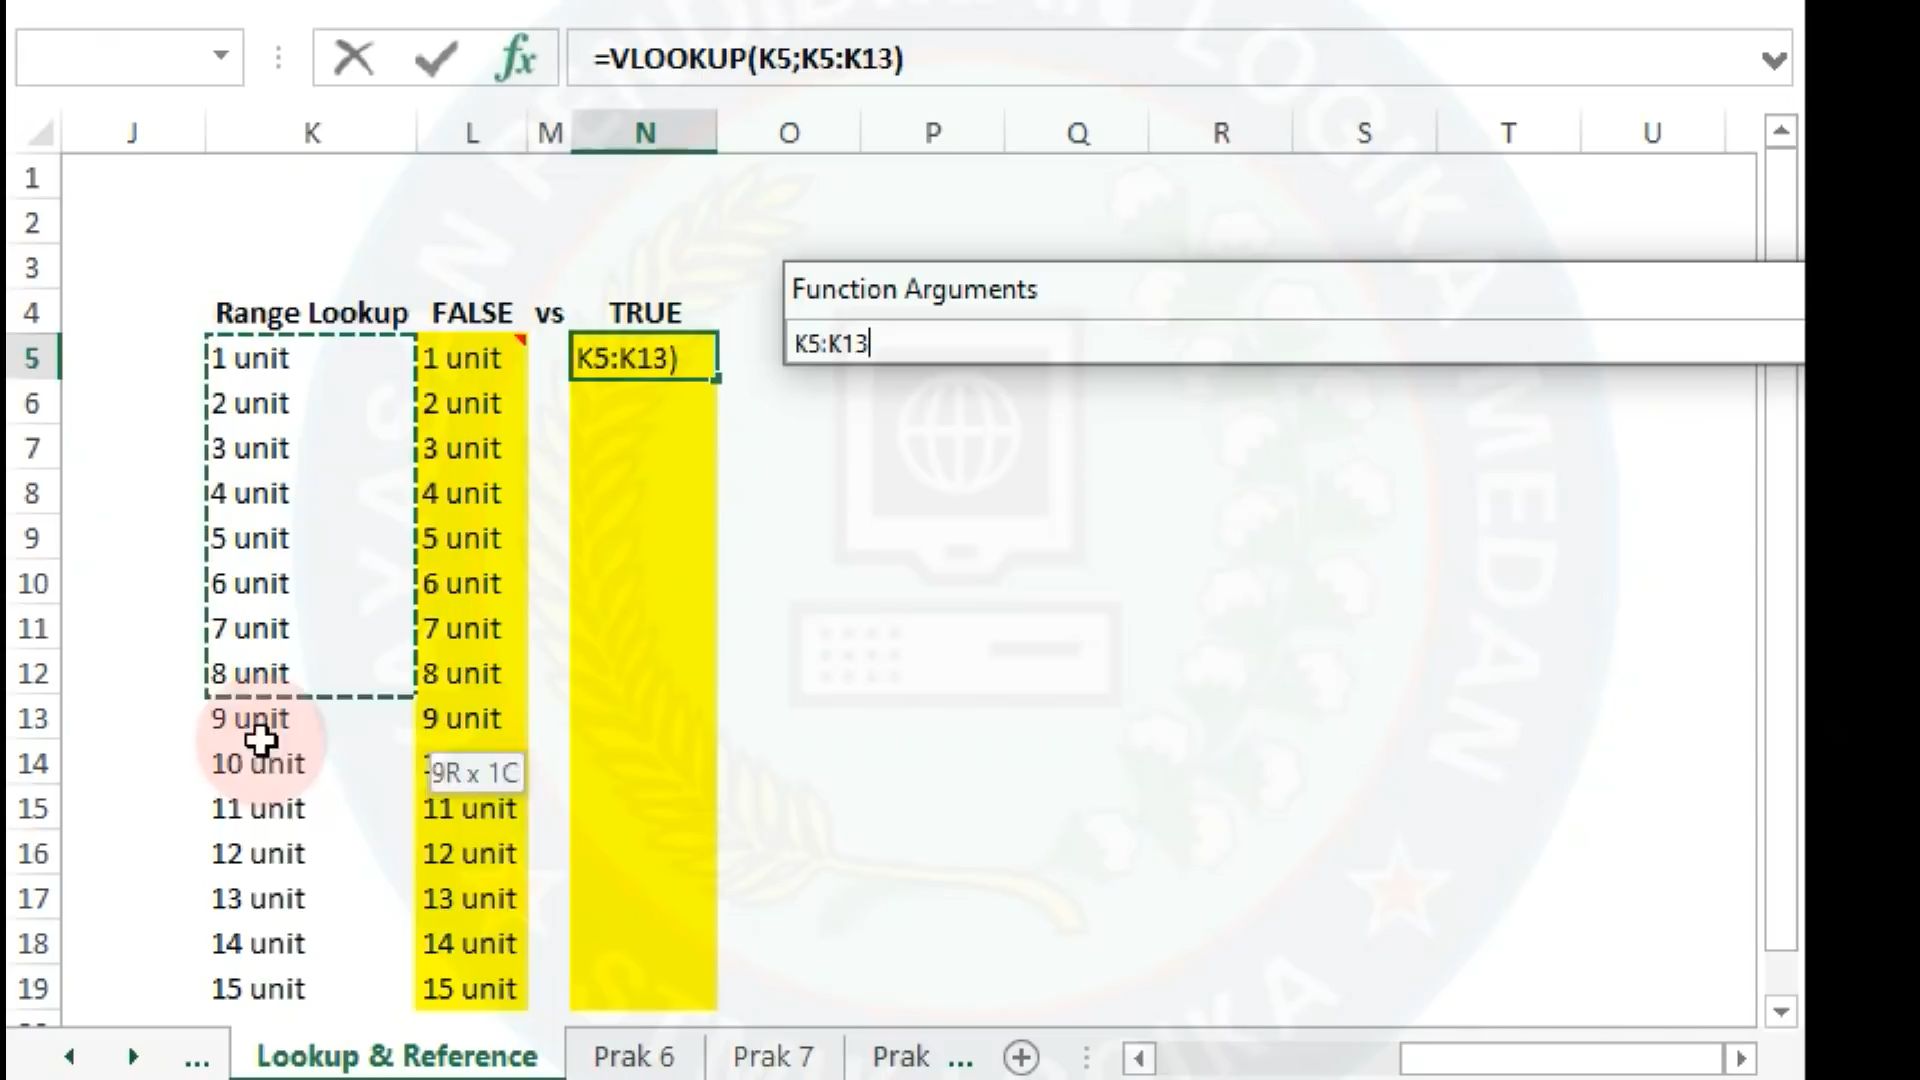 =VLOOKUP(K5;K5:K13)
J K L M N O P Q R S T U
1
2
3
Function Arguments
4 Range Lookup FALSE vs TRUE
K5:K13
5 1 unit 1 unit K5:K13)
6 2 unit 2 unit
7 3 unit 3 unit
8 4 unit 4 unit
9 5 unit 5 unit
10 6 unit 6 unit
11 7 unit 7 unit
12 8 unit 8 unit
13 9 unit 9 unit
14 10 unit 9R x 1C
15 11 unit 11 unit
16 12 unit 12 unit
17 13 unit 13 unit
18 14 unit 14 unit
19 15 unit 15 unit
... Lookup & Reference Prak 6 Prak 7 Prak ...